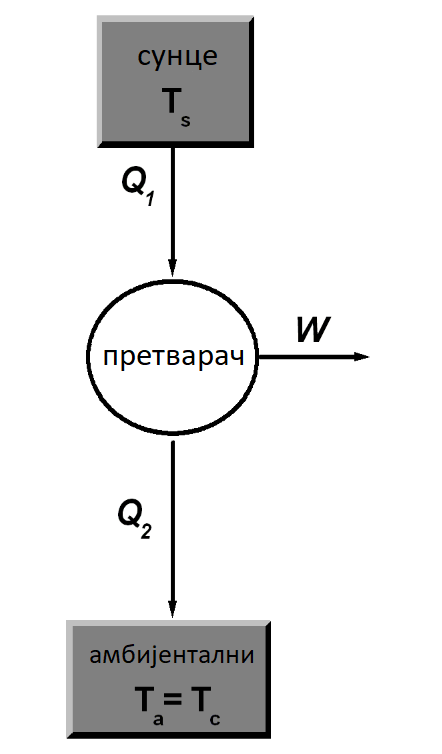 сунце
Ts
Q1
претварач
W
Q2
амбијентални
Ta = Tc